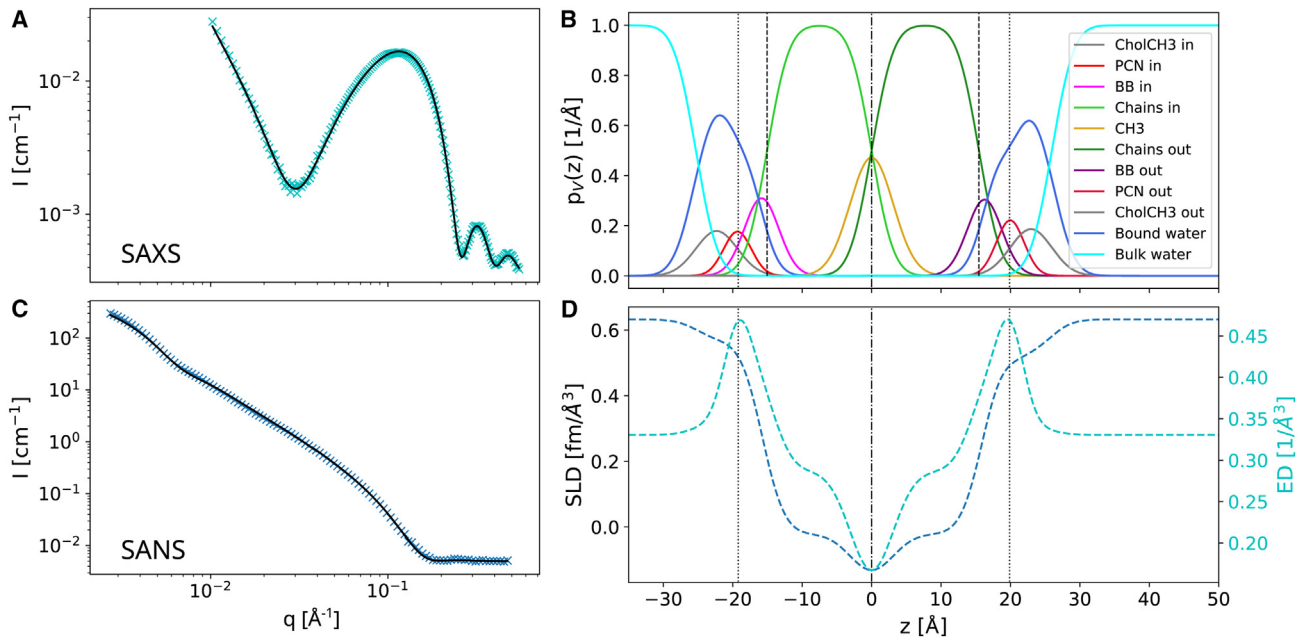 A
I [cm⁻¹]
10⁻²
10⁻³
SAXS
B
p_V(z) [1/Å]
1.0
0.8
0.6
0.4
0.2
0.0
CholCH3 in
PCN in
BB in
Chains in
CH3
Chains out
BB out
PCN out
CholCH3 out
Bound water
Bulk water
C
I [cm⁻¹]
10²
10¹
10⁰
10⁻¹
10⁻²
SANS
10⁻² 10⁻¹
q [Å⁻¹]
D
SLD [fm/Å³]
0.6
0.4
0.2
0.0
0.45
0.40
0.35
0.30
0.25
0.20
ED [1/Å³]
−30 −20 −10 0 10 20 30 40 50
z [Å]